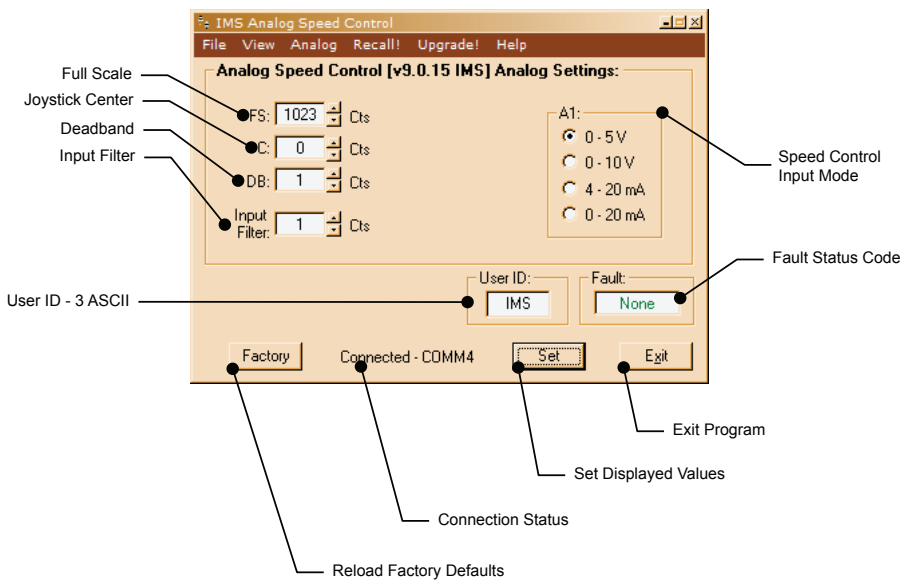 IMS Analog Speed Control
File View Analog Recall! Upgrade! Help
Analog Speed Control [v9.0.15 IMS] Analog Settings:
Full Scale
FS: 1023 Cts
Joystick Center
C: 0 Cts
Deadband
DB: 1 Cts
Input Filter
Input
Filter: 1 Cts
A1:
0 - 5 V
0 - 10 V
4 - 20 mA
0 - 20 mA
Speed Control
Input Mode
User ID:
IMS
Fault:
None
Fault Status Code
User ID - 3 ASCII
Factory
Connected - COMM4
Set
Exit
Exit Program
Set Displayed Values
Connection Status
Reload Factory Defaults